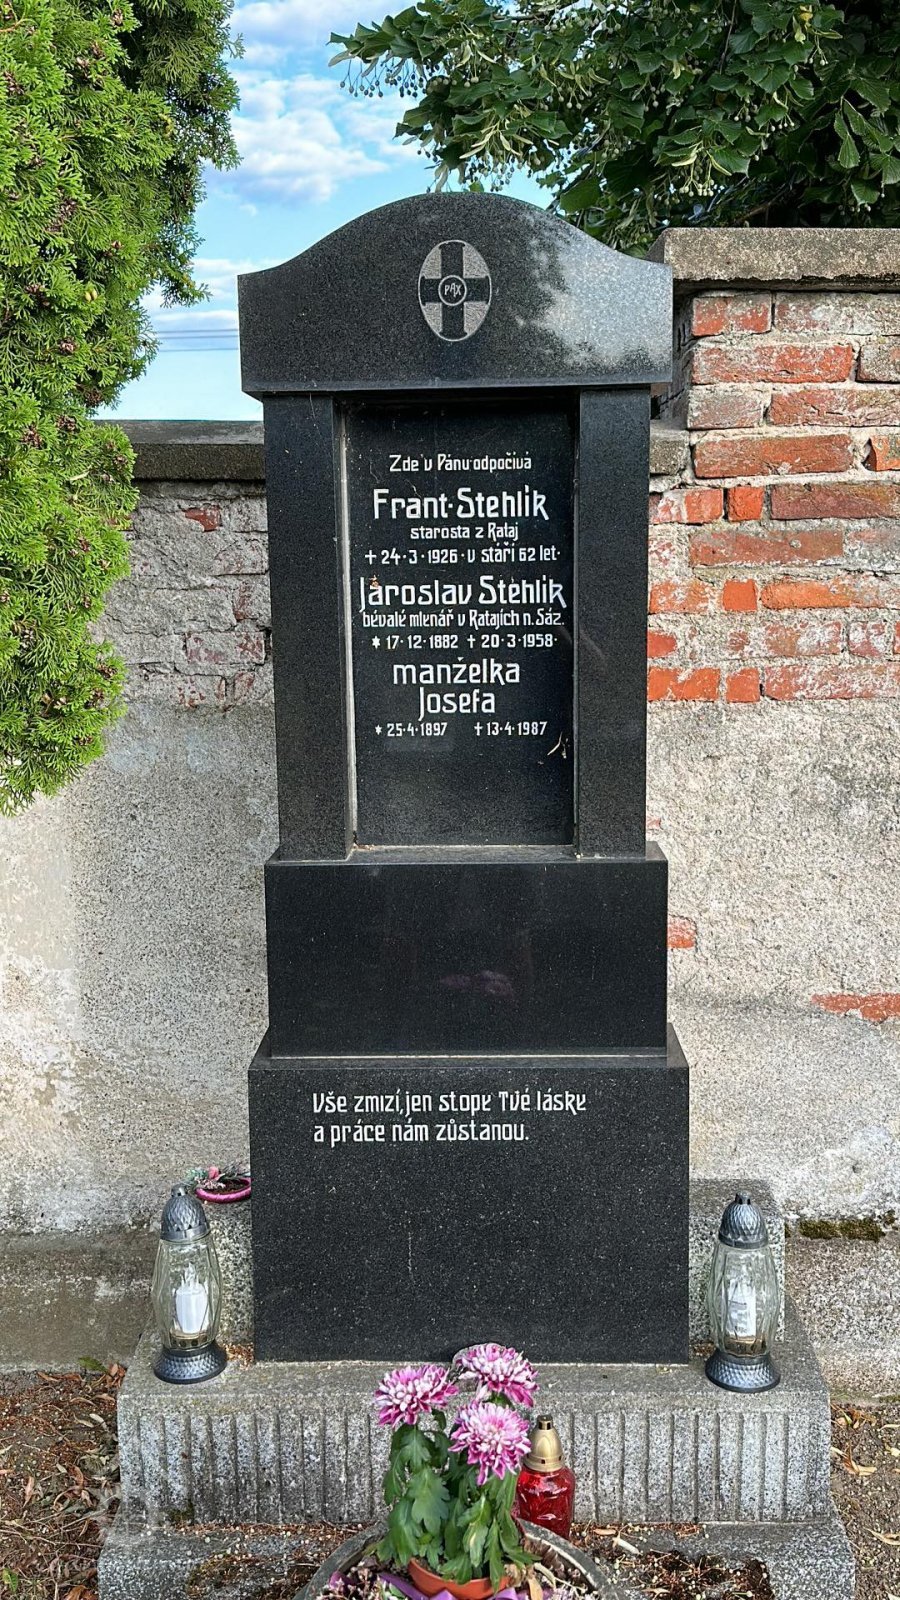 PAX
Zde v Pánu odpočívá
Frant. Stehlík
starosta z Rataj
✝ 24·3·1926· v stáří 62 let·
Jaroslav Stehlík
bývalý mlenář v Ratajích n. Sáz.
* 17·12·1882 ✝ 20·3·1958·
manželka
Josefa
* 25·4·1897 ✝ 13·4·1987
Vše zmizí, jen stopy Tvé lásky
a práce nám zůstanou.